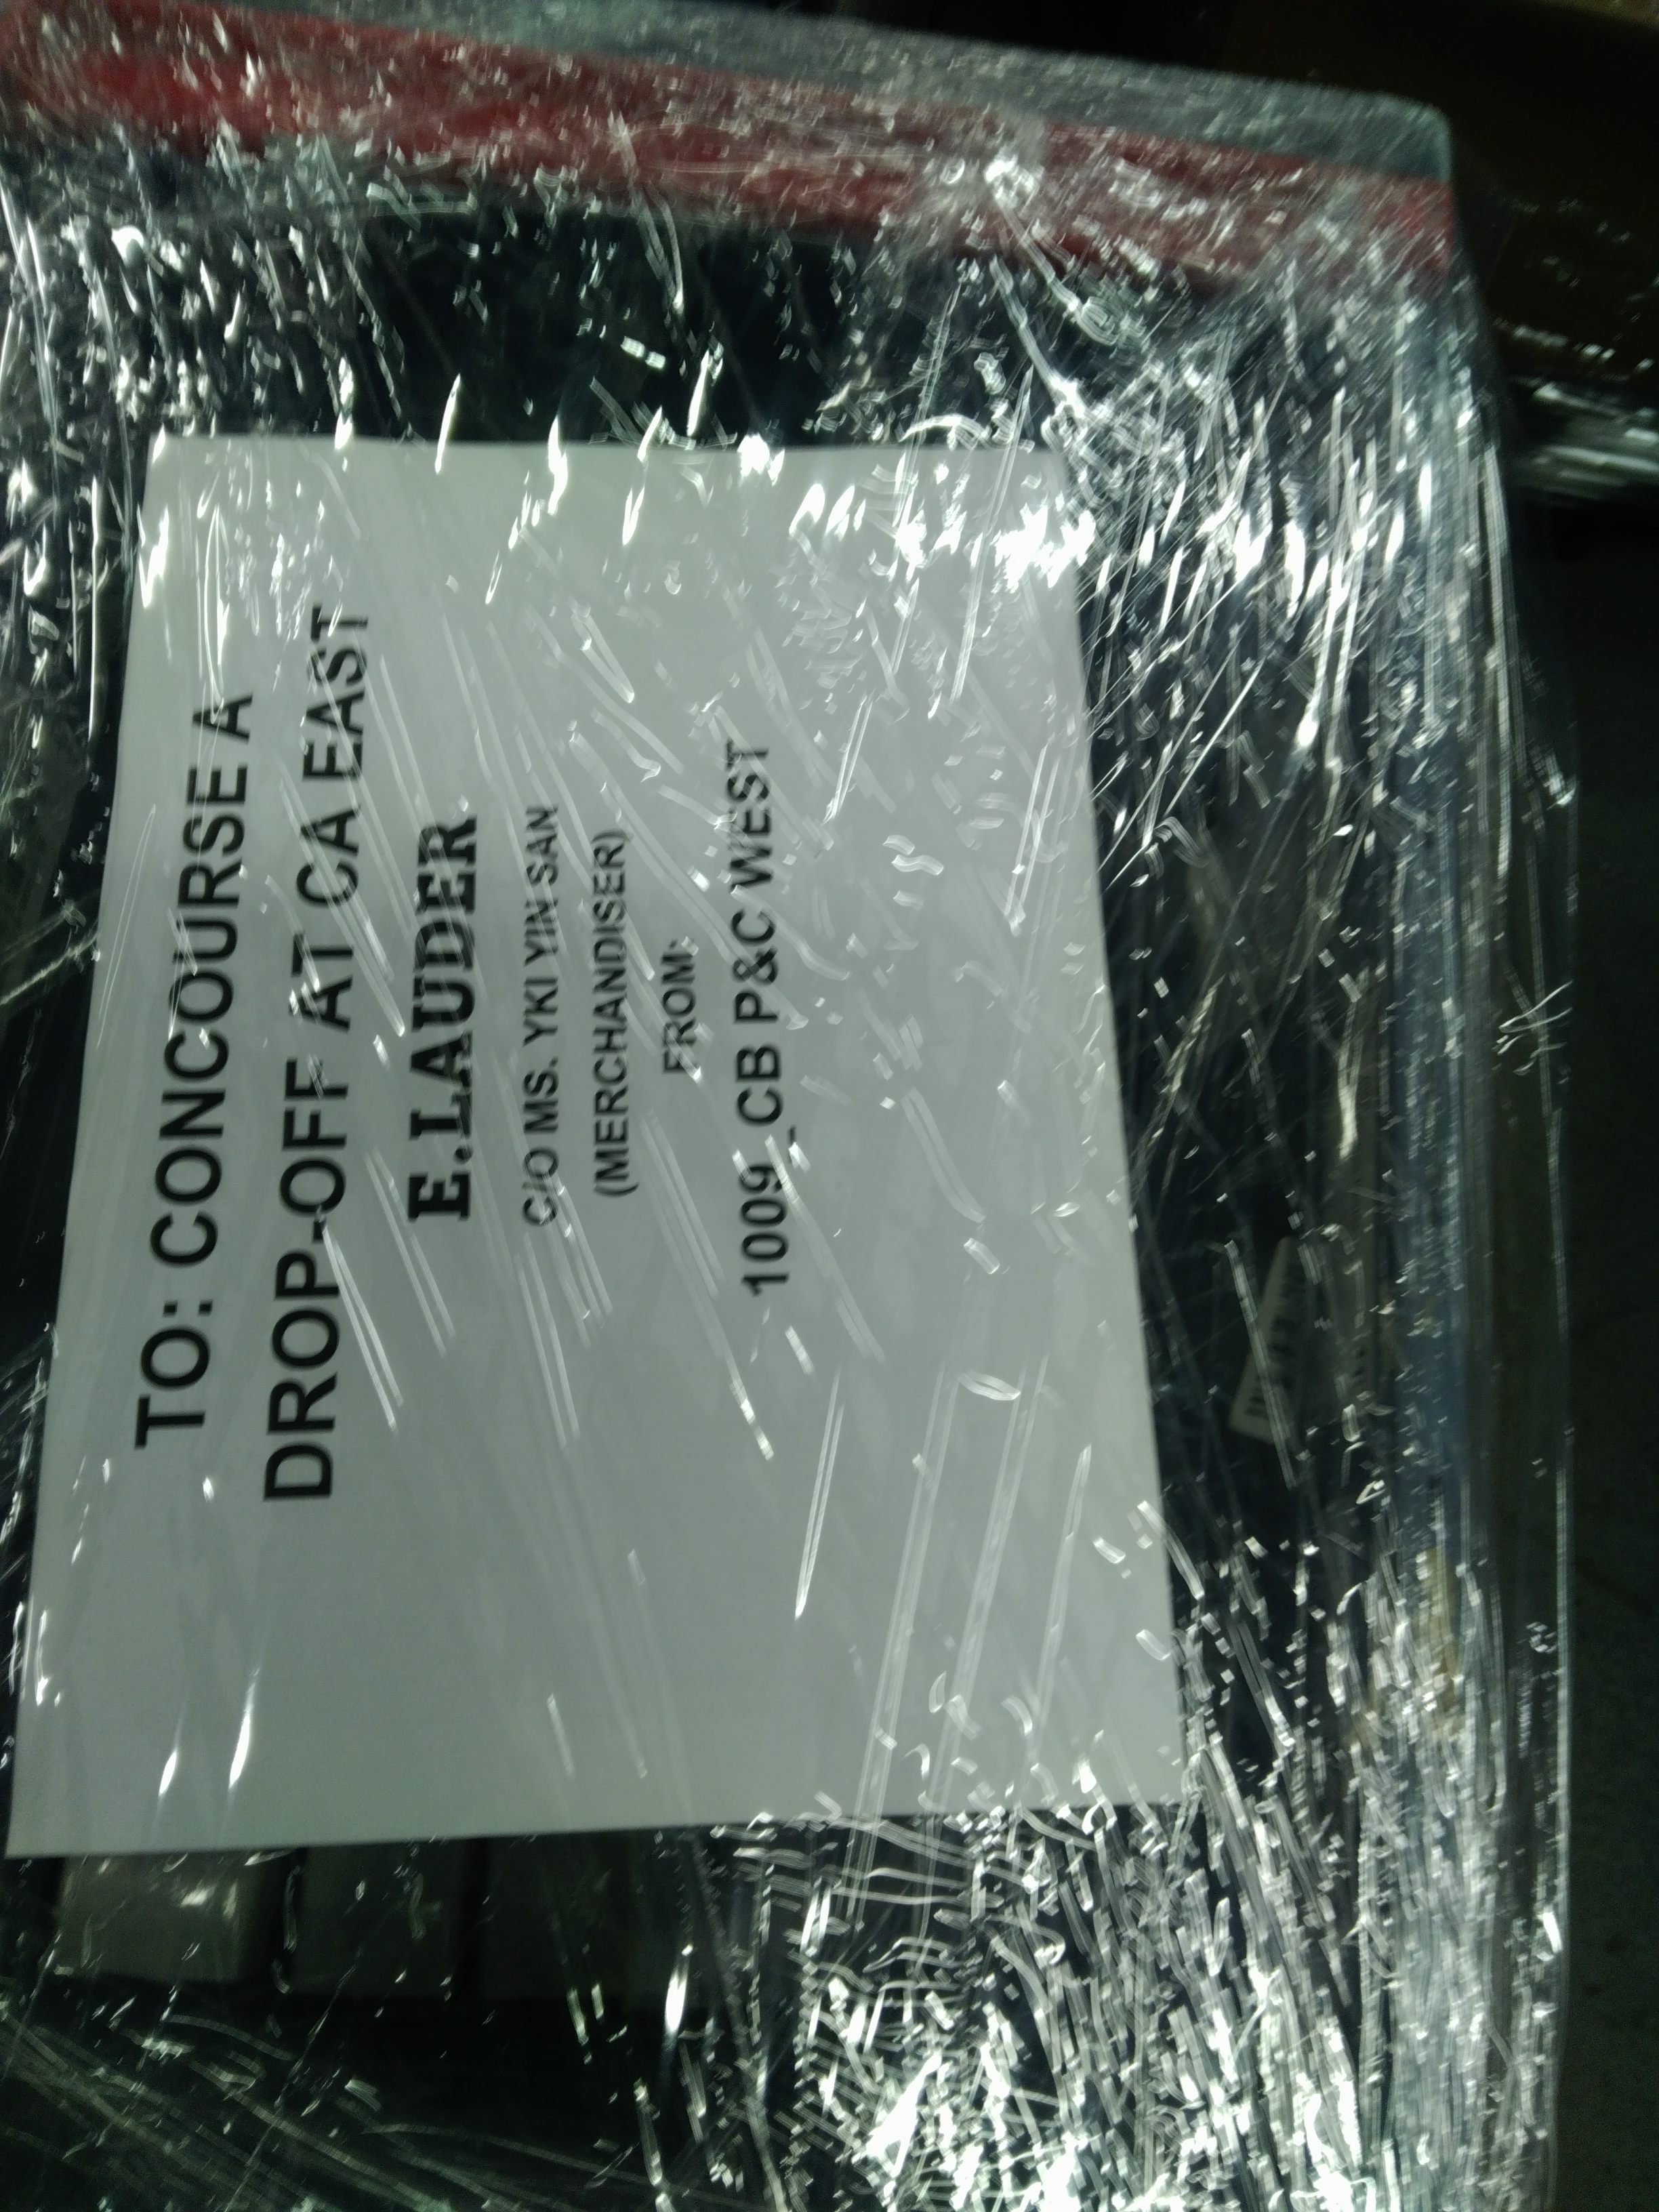 TO: CONCOURSE A
DROP-OFF AT CA EAST
E.LAUDER
C/O MS. YKI YIN SAN
(MERCHANDISER)
FROM:
1009_CB P&C WEST